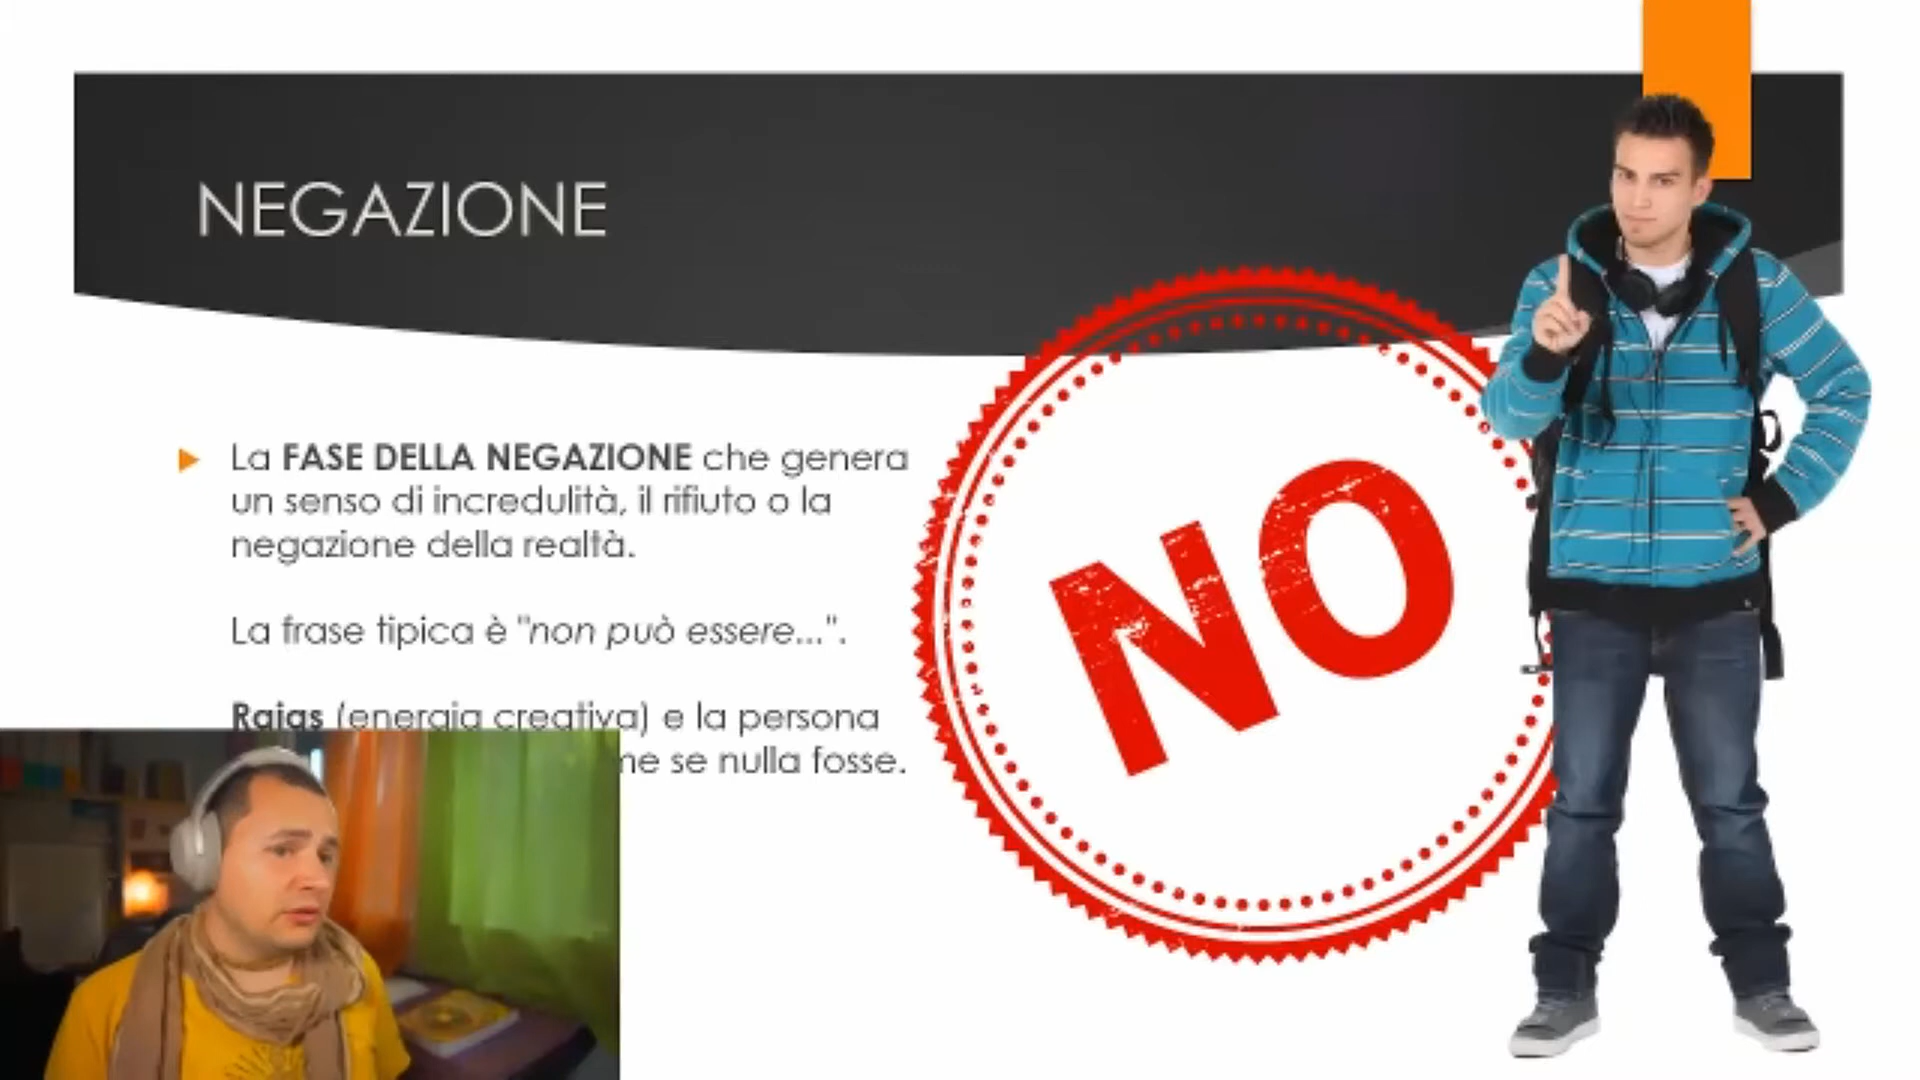 NEGAZIONE
La FASE DELLA NEGAZIONE che genera
un senso di incredulità, il rifiuto o la
negazione della realtà.
La frase tipica è "non può essere...".
Rajas (energia creativa) e la persona
se nulla fosse.
NO